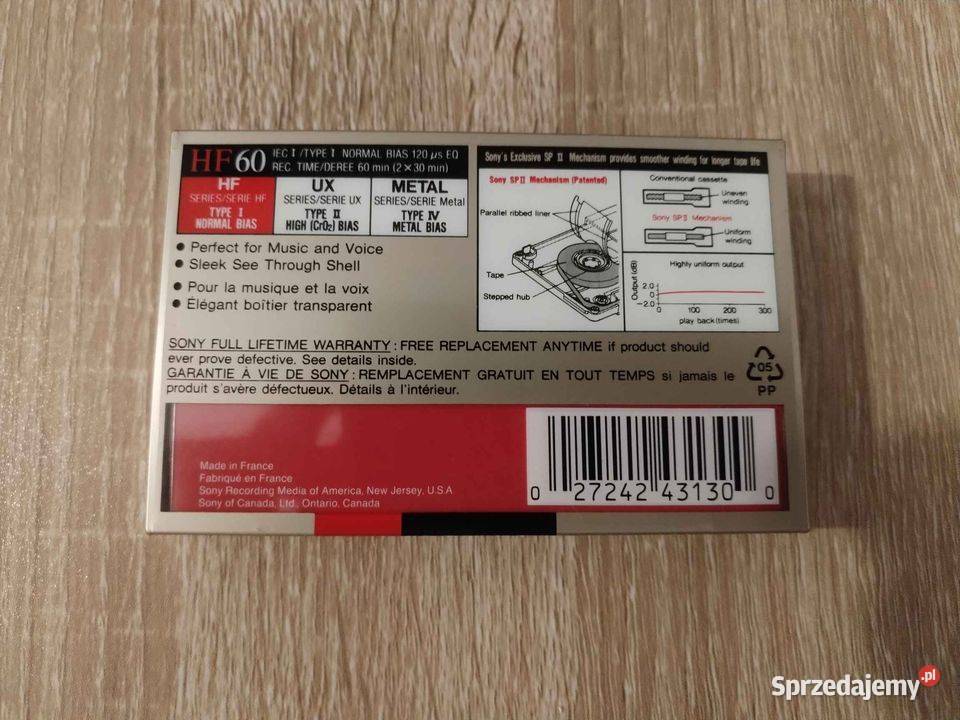 HF60 IEC I /TYPE I NORMAL BIAS 120 µs EQ
REC. TIME/DEREE 60 min (2 × 30 min)
HF
SERIES/SERIE HF
TYPE I
NORMAL BIAS
UX
SERIES/SERIE UX
TYPE II
HIGH (CrO2) BIAS
METAL
SERIES/SERIE Metal
TYPE IV
METAL BIAS
• Perfect for Music and Voice
• Sleek See Through Shell
• Pour la musique et la voix
• Élégant boîtier transparent
Sony's Exclusive SP II Mechanism provides smoother winding for longer tape life
Sony SPII Mechanism (Patented)
Parallel ribbed liner
Tape
Stepped hub
Conventional cassette
Uneven
winding
Sony SPII Mechanism
Uniform
winding
Highly uniform output
Output (dB)
2.0
0
-2.0
0 100 200 300
play back (times)
SONY FULL LIFETIME WARRANTY : FREE REPLACEMENT ANYTIME if product should
ever prove defective. See details inside.
GARANTIE À VIE DE SONY : REMPLACEMENT GRATUIT EN TOUT TEMPS si jamais le
produit s'avère défectueux. Détails à l'intérieur.
05
PP
Made in France
Fabriqué en France
Sony Recording Media of America, New Jersey, U.S.A
Sony of Canada, Ltd., Ontario, Canada
0 27242 43130 0
Sprzedajemy.pl